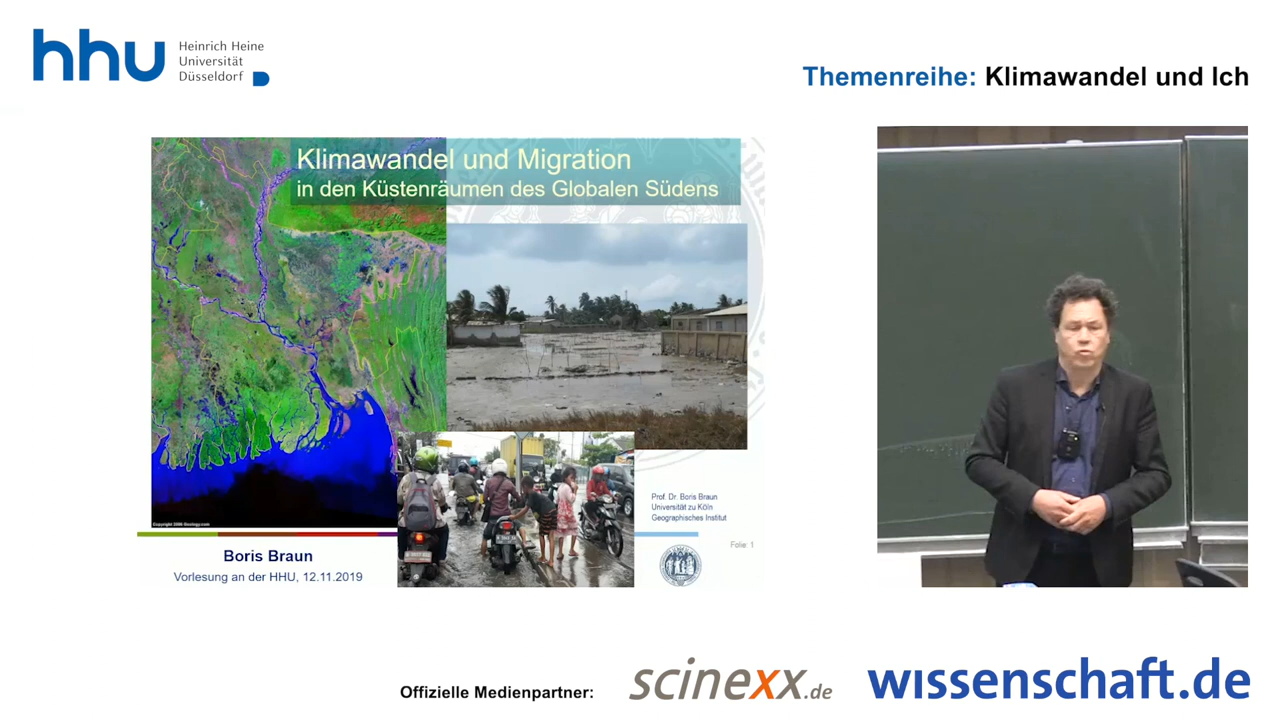 hhu
Heinrich Heine
Universität
Düsseldorf
Themenreihe: Klimawandel und Ich
Klimawandel und Migration
in den Küstenräumen des Globalen Südens
Prof. Dr. Boris Braun
Universität zu Köln
Geographisches Institut
Folie: 1
Boris Braun
Vorlesung an der HHU, 12.11.2019
Offizielle Medienpartner:
scinexx.de
wissenschaft.de